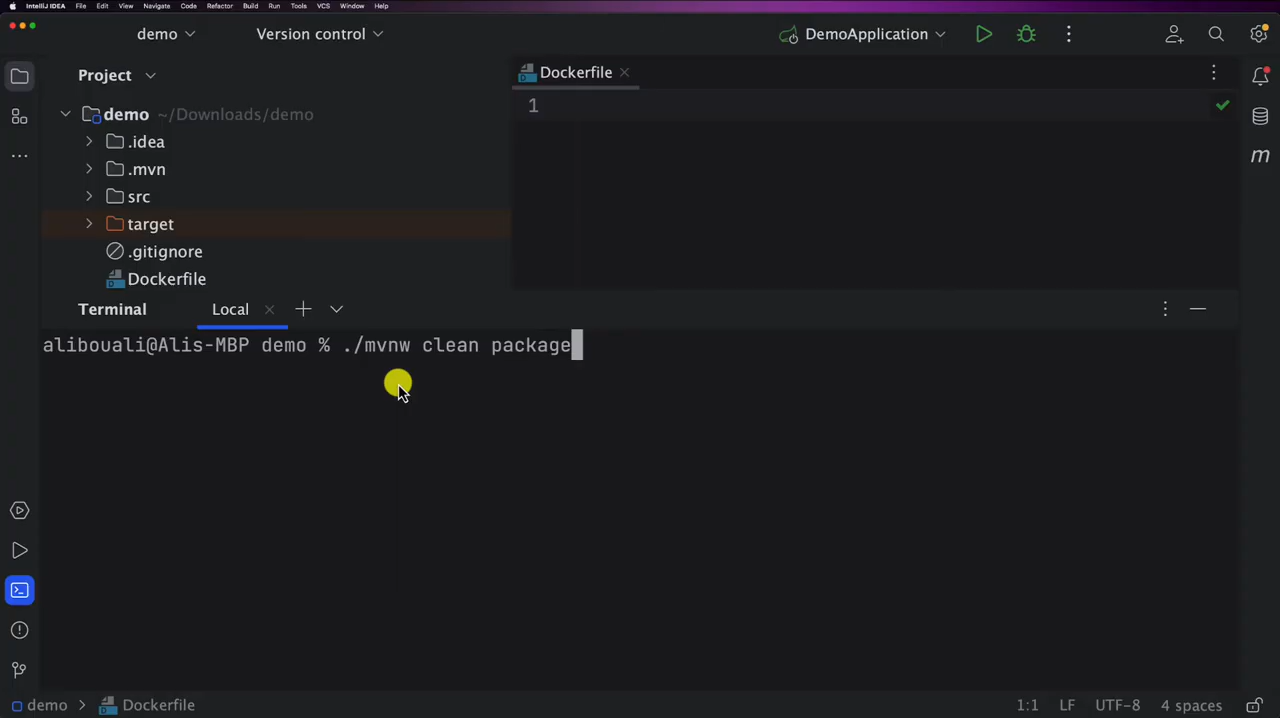 IntelliJ IDEA File Edit View Navigate Code Refactor Build Run Tools VCS Window Help
demo Version control DemoApplication
Project
Dockerfile
demo ~/Downloads/demo
1
.idea
.mvn
src
target
.gitignore
Dockerfile
Terminal Local
alibouali@Alis-MBP demo % ./mvnw clean package
demo Dockerfile 1:1 LF UTF-8 4 spaces